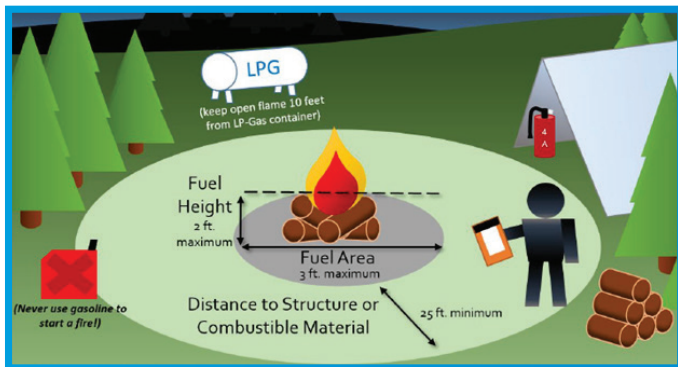 LPG
(keep open flame 10 feet
from LP-Gas container)
4
A
Fuel
Height
2 ft.
maximum
Fuel Area
3 ft. maximum
(Never use gasoline to
start a fire!)
Distance to Structure or
Combustible Material
25 ft. minimum